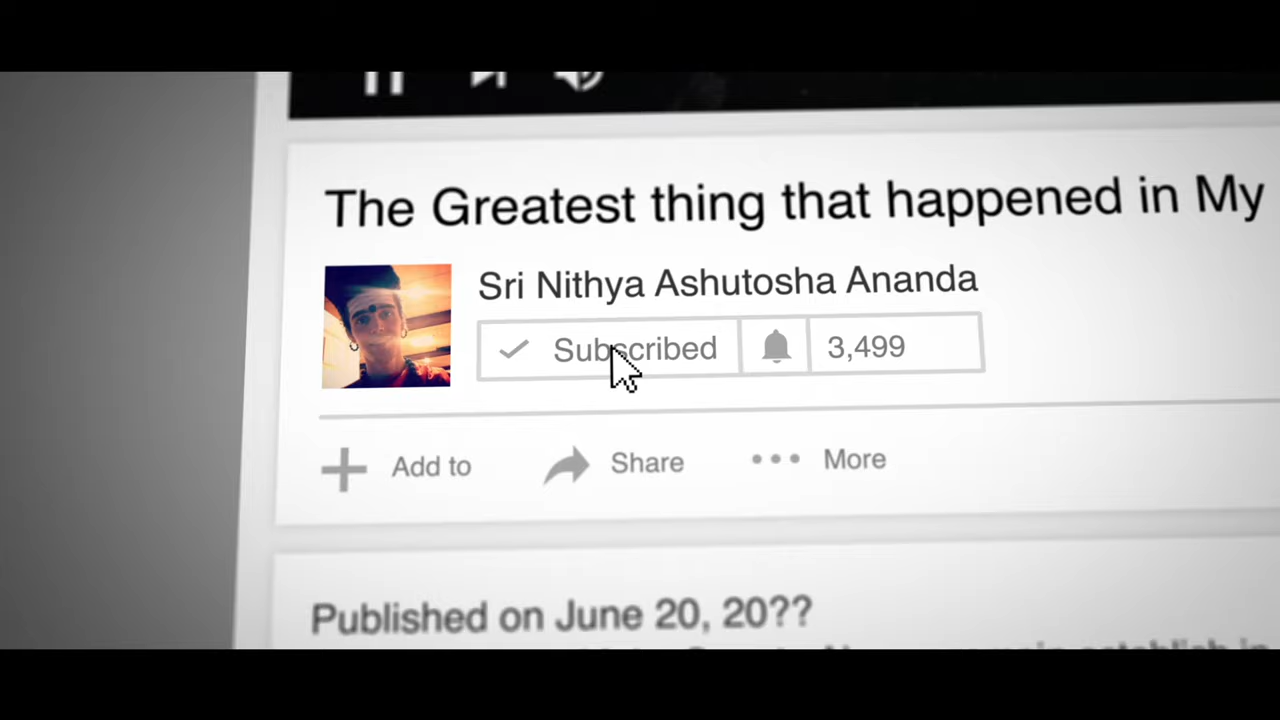 The Greatest thing that happened in My
Sri Nithya Ashutosha Ananda
Subscribed 3,499
Add to Share More
Published on June 20, 20??